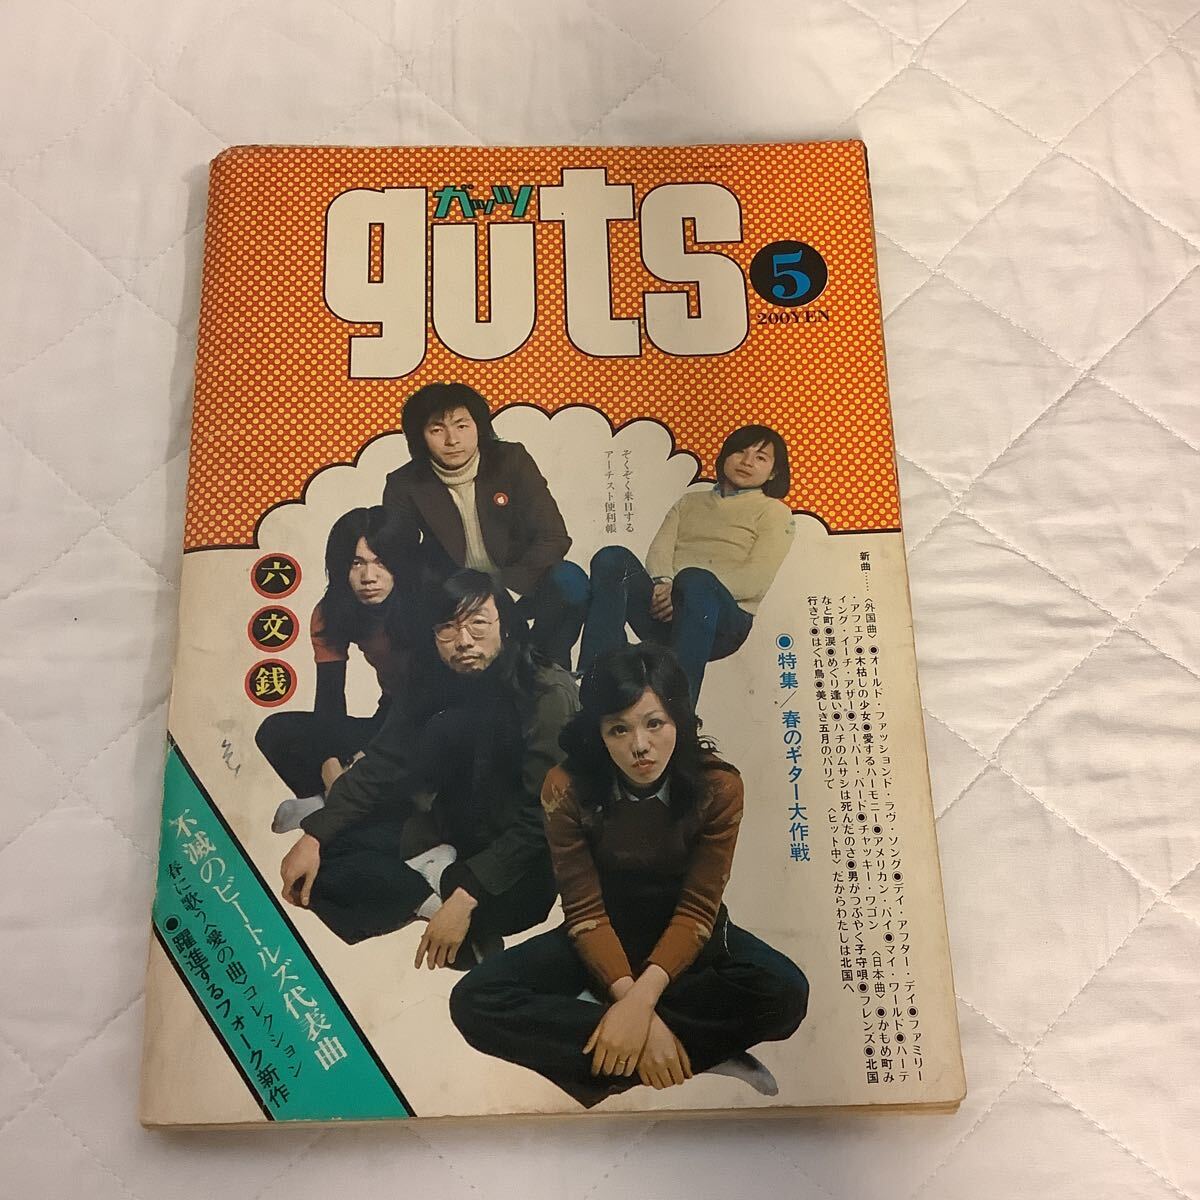 guts
ガッツ
5
200YEN
ぞくぞく来日する
アーチスト便利帳
六文銭
●特集/春のギター大作戦
新曲……〈外国曲〉●オールド・ファッションド・ラヴ・ソング●デイ・アフター・デイ●ファミリー
・アフェア●木枯しの少女●愛するハーモニー●アメリカン・パイ●マイ・ワールド●ハーテ
ィング・イーチ・アザー●スーパー・バード●チャッキー・ワゴン 〈日本曲〉●かもめ町み
なと町●涙●めぐり逢い●ハチのムサシは死んだのさ●男がつぶやく子守唄●フレンズ●北国
行きで●はぐれ鳥●美しき五月のパリで 〈ヒット中〉だからわたしは北国へ
不滅のビートルズ代表曲
春に歌う〈愛の曲〉コレクション
●躍進するフォーク新作